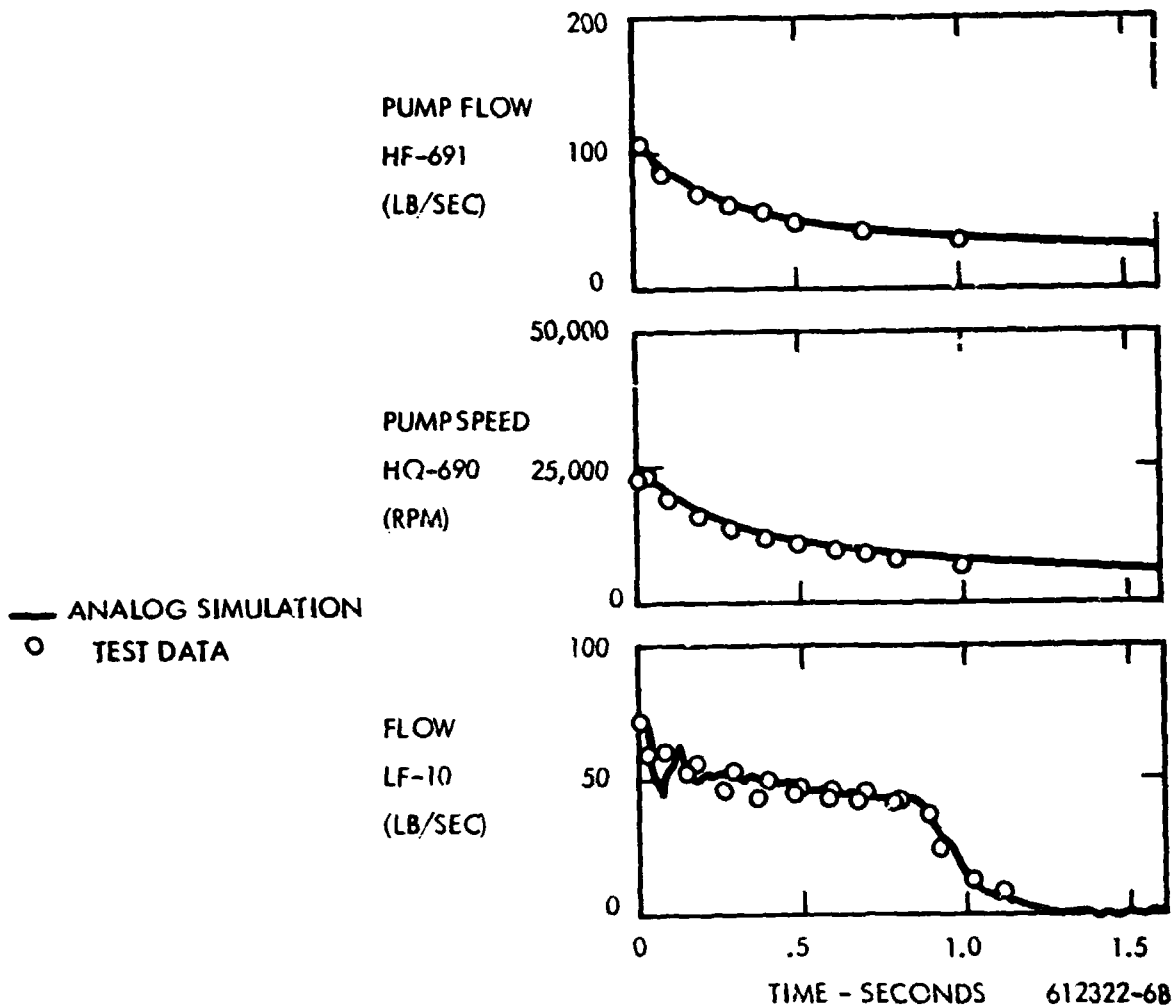 200
PUMP FLOW
HF-691
100
(LB/SEC)
0
50,000
PUMP SPEED
HΩ-690
25,000
(RPM)
0
ANALOG SIMULATION
TEST DATA
100
FLOW
LF-10
50
(LB/SEC)
0
0 .5 1.0 1.5
TIME - SECONDS 612322-6B